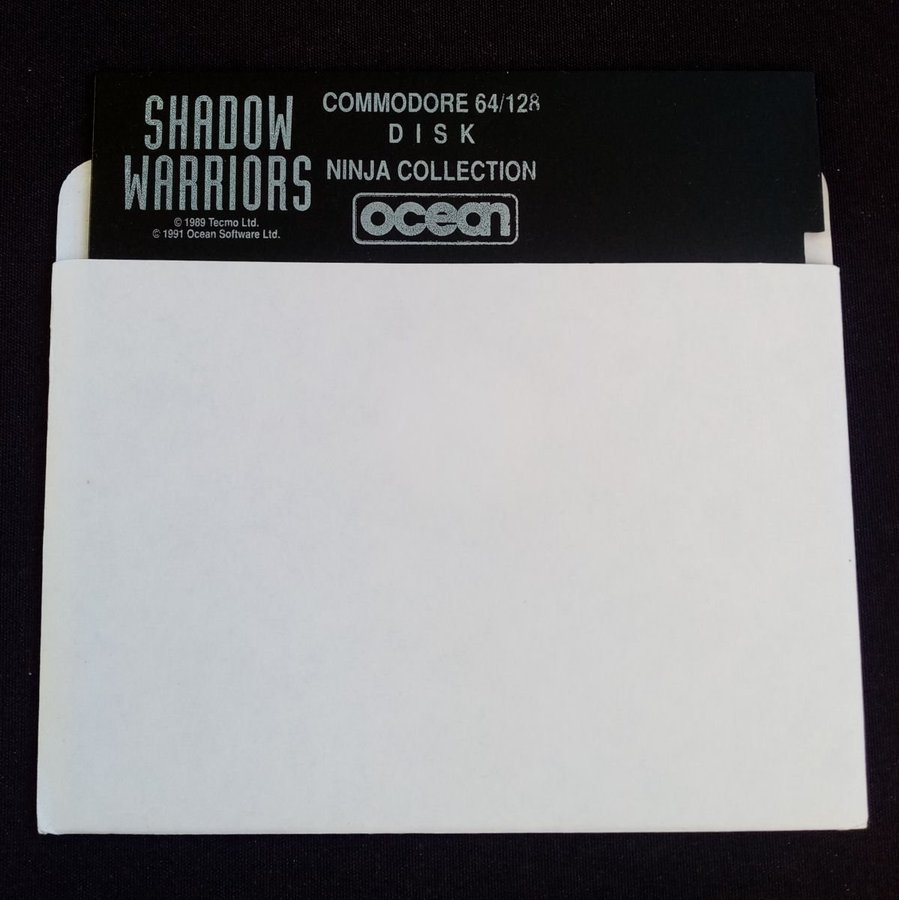 SHADOW
WARRIORS
© 1989 Tecmo Ltd.
© 1991 Ocean Software Ltd.
COMMODORE 64/128
DISK
NINJA COLLECTION
ocean